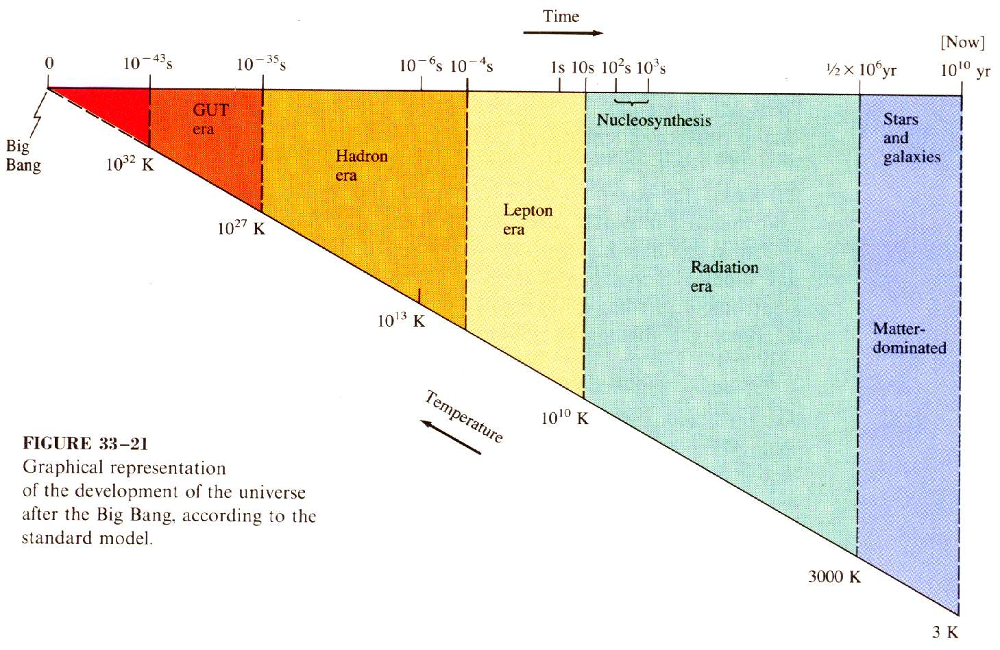 Time
[Now]
0 10⁻⁴³s 10⁻³⁵s 10⁻⁶s 10⁻⁴s 1s 10s 10²s 10³s ½ × 10⁶yr 10¹⁰ yr
Big
Bang
GUT
era
Hadron
era
Lepton
era
Nucleosynthesis
Radiation
era
Stars
and
galaxies
Matter-
dominated
10³² K
10²⁷ K
10¹³ K
10¹⁰ K
3000 K
3 K
Temperature
FIGURE 33–21
Graphical representation
of the development of the universe
after the Big Bang, according to the
standard model.